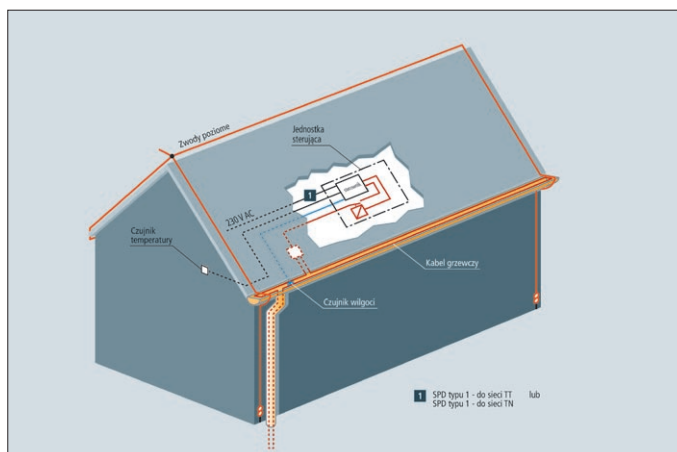 Zwody poziome
Jednostka
sterująca
1
Sterownik
230 V AC
Czujnik
temperatury
Kabel grzewczy
Czujnik wilgoci
1 SPD typu 1 - do sieci TT lub
SPD typu 1 - do sieci TN